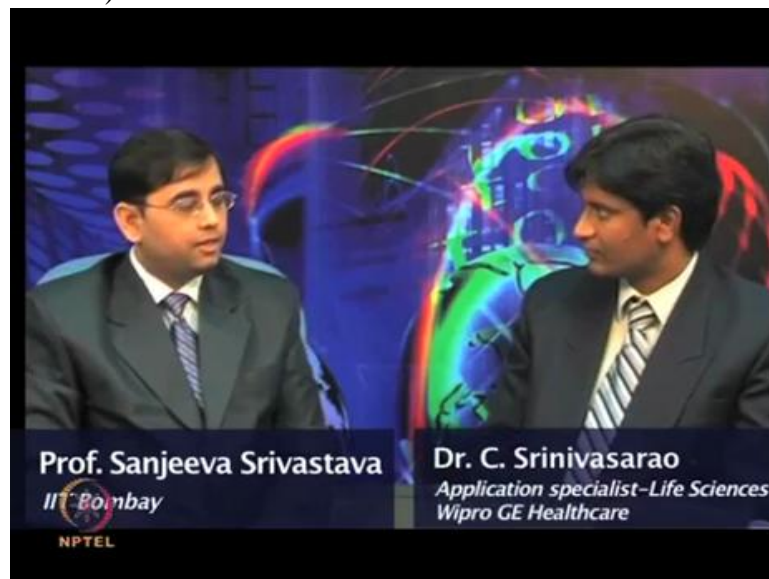 Prof. Sanjeeva Srivastava
IIT Bombay
Dr. C. Srinivasarao
Application specialist-Life Sciences
Wipro GE Healthcare
NPTEL